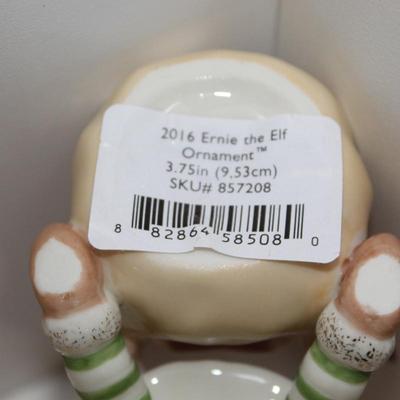 2016 Ernie the Elf
Ornament™
3.75in (9,53cm)
SKU# 857208
8 82864 58508 0